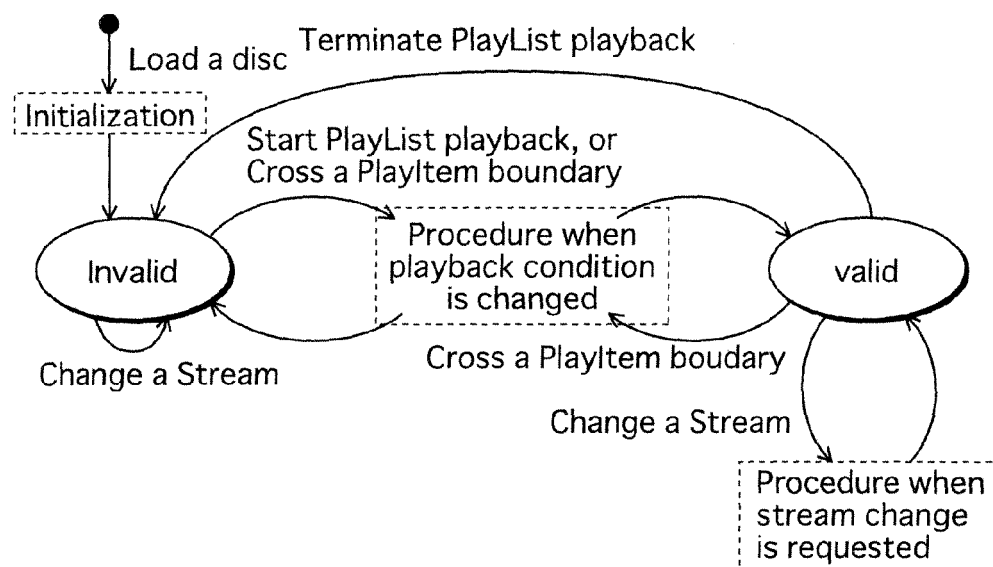 Terminate PlayList playback
Load a disc
Initialization
Start PlayList playback, or
Cross a PlayItem boundary
Procedure when
playback condition
is changed
Invalid
valid
Cross a PlayItem boudary
Change a Stream
Change a Stream
Procedure when
stream change
is requested